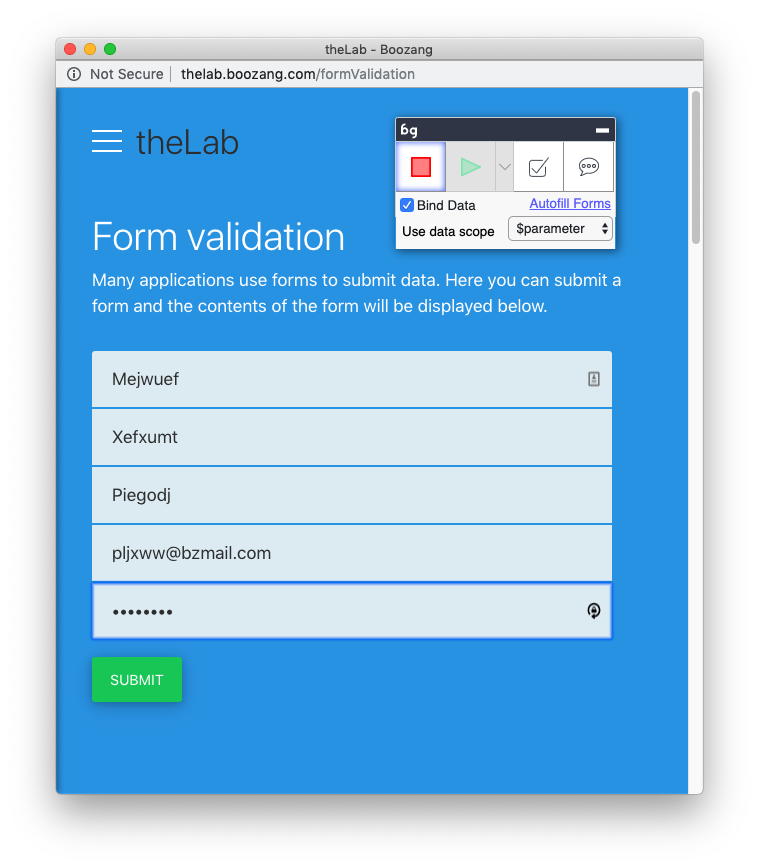 theLab - Boozang
Not Secure | thelab.boozang.com/formValidation
theLab
bg
Bind Data
Autofill Forms
Use data scope
$parameter
Form validation
Many applications use forms to submit data. Here you can submit a
form and the contents of the form will be displayed below.
Mejwuef
Xefxumt
Piegodj
pljxww@bzmail.com
••••••••
SUBMIT